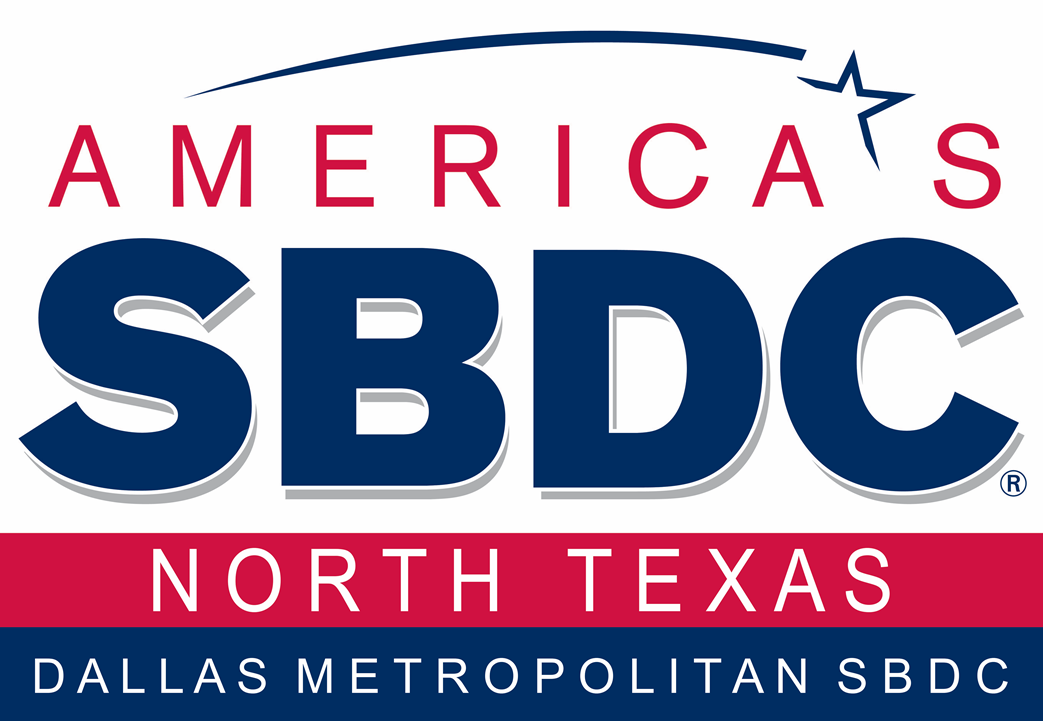 AMERICA'S
SBDC®
NORTH TEXAS
DALLAS METROPOLITAN SBDC